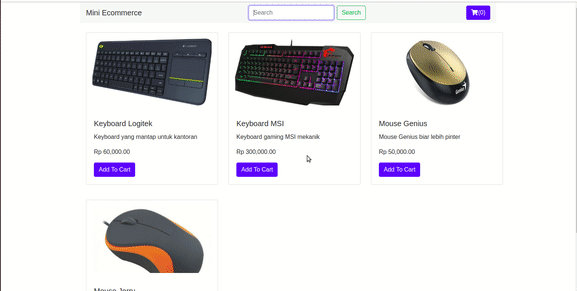 Mini Ecommerce
Search
Search
(0)
Keyboard Logitek
Keyboard yang mantap untuk kantoran
Rp 60,000.00
Add To Cart
Keyboard MSI
Keyboard gaming MSI mekanik
Rp 300,000.00
Add To Cart
Mouse Genius
Mouse Genius biar lebih pinter
Rp 50,000.00
Add To Cart